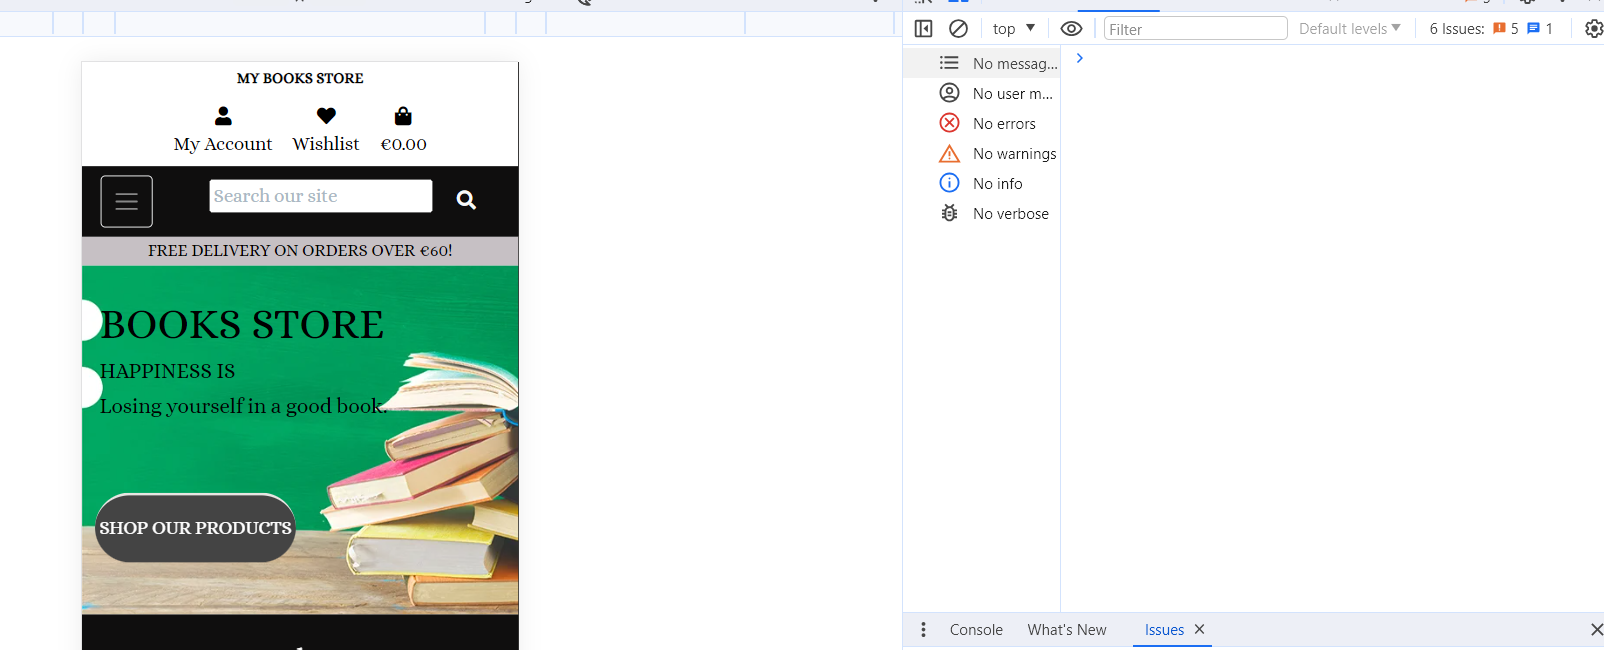 MY BOOKS STORE
My Account
Wishlist
€0.00
Search our site
FREE DELIVERY ON ORDERS OVER €60!
BOOKS STORE
HAPPINESS IS
Losing yourself in a good book.
SHOP OUR PRODUCTS
top
Filter
Default levels
6 Issues: 5 1
No messag...
No user m...
No errors
No warnings
No info
No verbose
Console
What's New
Issues